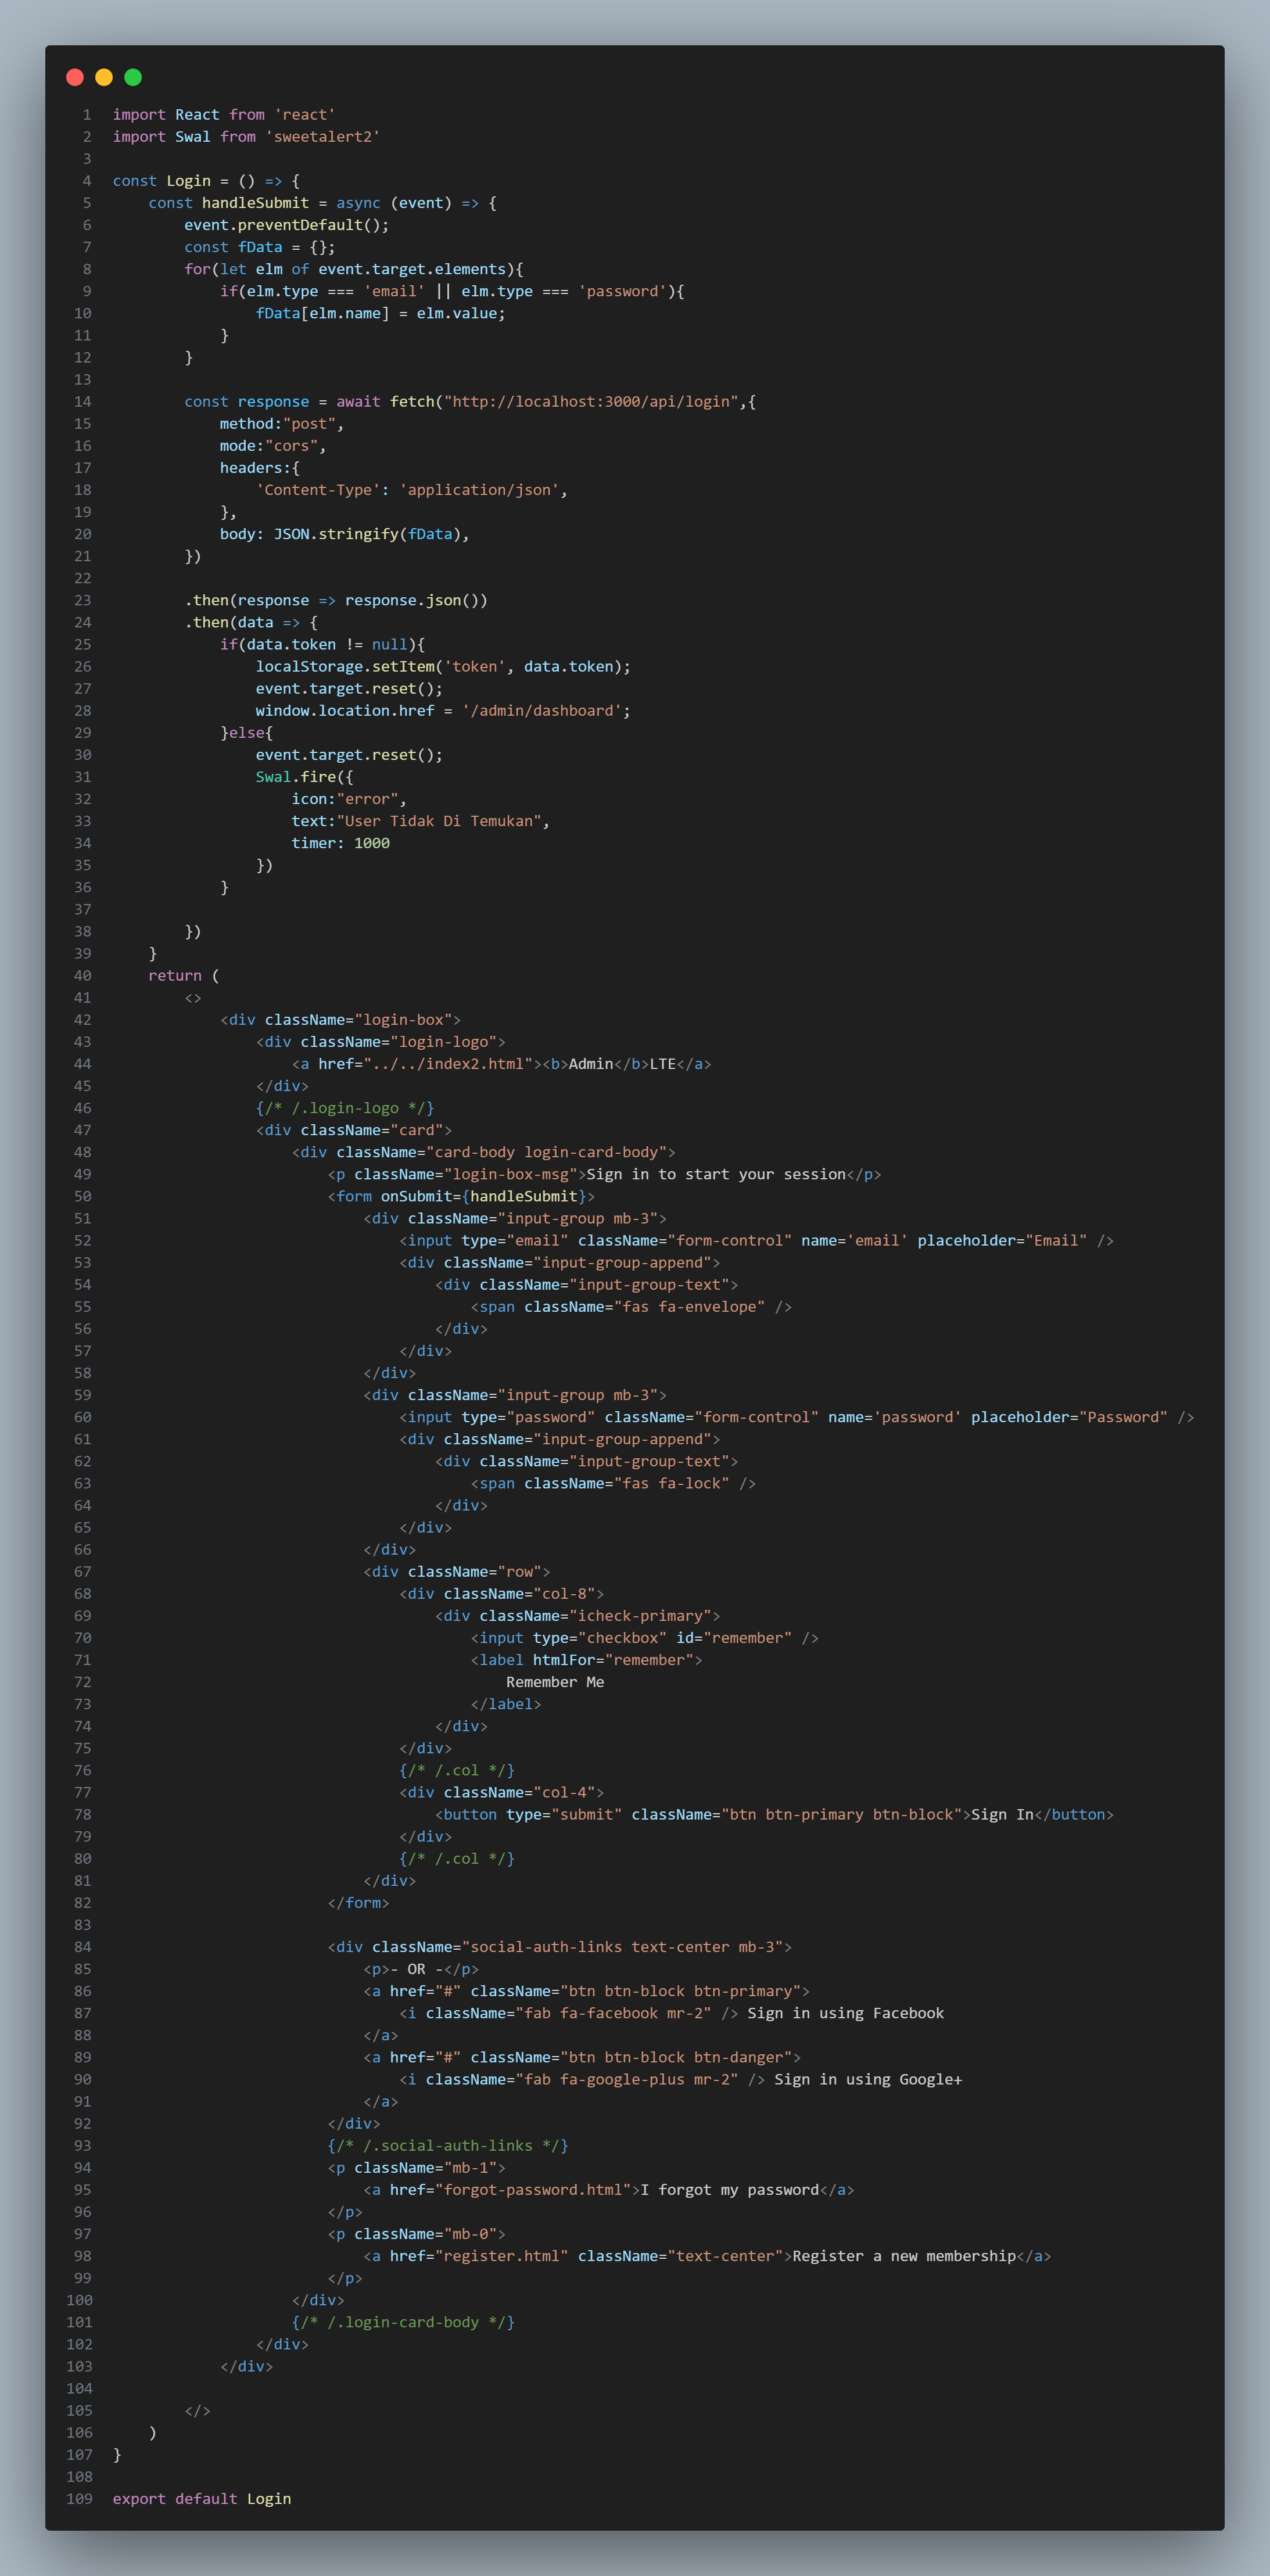 1 import React from 'react'
2 import Swal from 'sweetalert2'
3
4 const Login = () => {
5     const handleSubmit = async (event) => {
6         event.preventDefault();
7         const fData = {};
8         for(let elm of event.target.elements){
9             if(elm.type === 'email' || elm.type === 'password'){
10                 fData[elm.name] = elm.value;
11             }
12         }
13
14         const response = await fetch("http://localhost:3000/api/login",{
15             method:"post",
16             mode:"cors",
17             headers:{
18                 'Content-Type': 'application/json',
19             },
20             body: JSON.stringify(fData),
21         })
22
23         .then(response => response.json())
24         .then(data => {
25             if(data.token != null){
26                 localStorage.setItem('token', data.token);
27                 event.target.reset();
28                 window.location.href = '/admin/dashboard';
29             }else{
30                 event.target.reset();
31                 Swal.fire({
32                     icon:"error",
33                     text:"User Tidak Di Temukan",
34                     timer: 1000
35                 })
36             }
37
38         })
39     }
40     return (
41         <>
42             <div className="login-box">
43                 <div className="login-logo">
44                     <a href="../../index2.html"><b>Admin</b>LTE</a>
45                 </div>
46                 {/* /.login-logo */}
47                 <div className="card">
48                     <div className="card-body login-card-body">
49                         <p className="login-box-msg">Sign in to start your session</p>
50                         <form onSubmit={handleSubmit}>
51                             <div className="input-group mb-3">
52                                 <input type="email" className="form-control" name='email' placeholder="Email" />
53                                 <div className="input-group-append">
54                                     <div className="input-group-text">
55                                         <span className="fas fa-envelope" />
56                                     </div>
57                                 </div>
58                             </div>
59                             <div className="input-group mb-3">
60                                 <input type="password" className="form-control" name='password' placeholder="Password" />
61                                 <div className="input-group-append">
62                                     <div className="input-group-text">
63                                         <span className="fas fa-lock" />
64                                     </div>
65                                 </div>
66                             </div>
67                             <div className="row">
68                                 <div className="col-8">
69                                     <div className="icheck-primary">
70                                         <input type="checkbox" id="remember" />
71                                         <label htmlFor="remember">
72                                             Remember Me
73                                         </label>
74                                     </div>
75                                 </div>
76                                 {/* /.col */}
77                                 <div className="col-4">
78                                     <button type="submit" className="btn btn-primary btn-block">Sign In</button>
79                                 </div>
80                                 {/* /.col */}
81                             </div>
82                         </form>
83
84                         <div className="social-auth-links text-center mb-3">
85                             <p>- OR -</p>
86                             <a href="#" className="btn btn-block btn-primary">
87                                 <i className="fab fa-facebook mr-2" /> Sign in using Facebook
88                             </a>
89                             <a href="#" className="btn btn-block btn-danger">
90                                 <i className="fab fa-google-plus mr-2" /> Sign in using Google+
91                             </a>
92                         </div>
93                         {/* /.social-auth-links */}
94                         <p className="mb-1">
95                             <a href="forgot-password.html">I forgot my password</a>
96                         </p>
97                         <p className="mb-0">
98                             <a href="register.html" className="text-center">Register a new membership</a>
99                         </p>
100                     </div>
101                     {/* /.login-card-body */}
102                 </div>
103             </div>
104
105         </>
106     )
107 }
108
109 export default Login